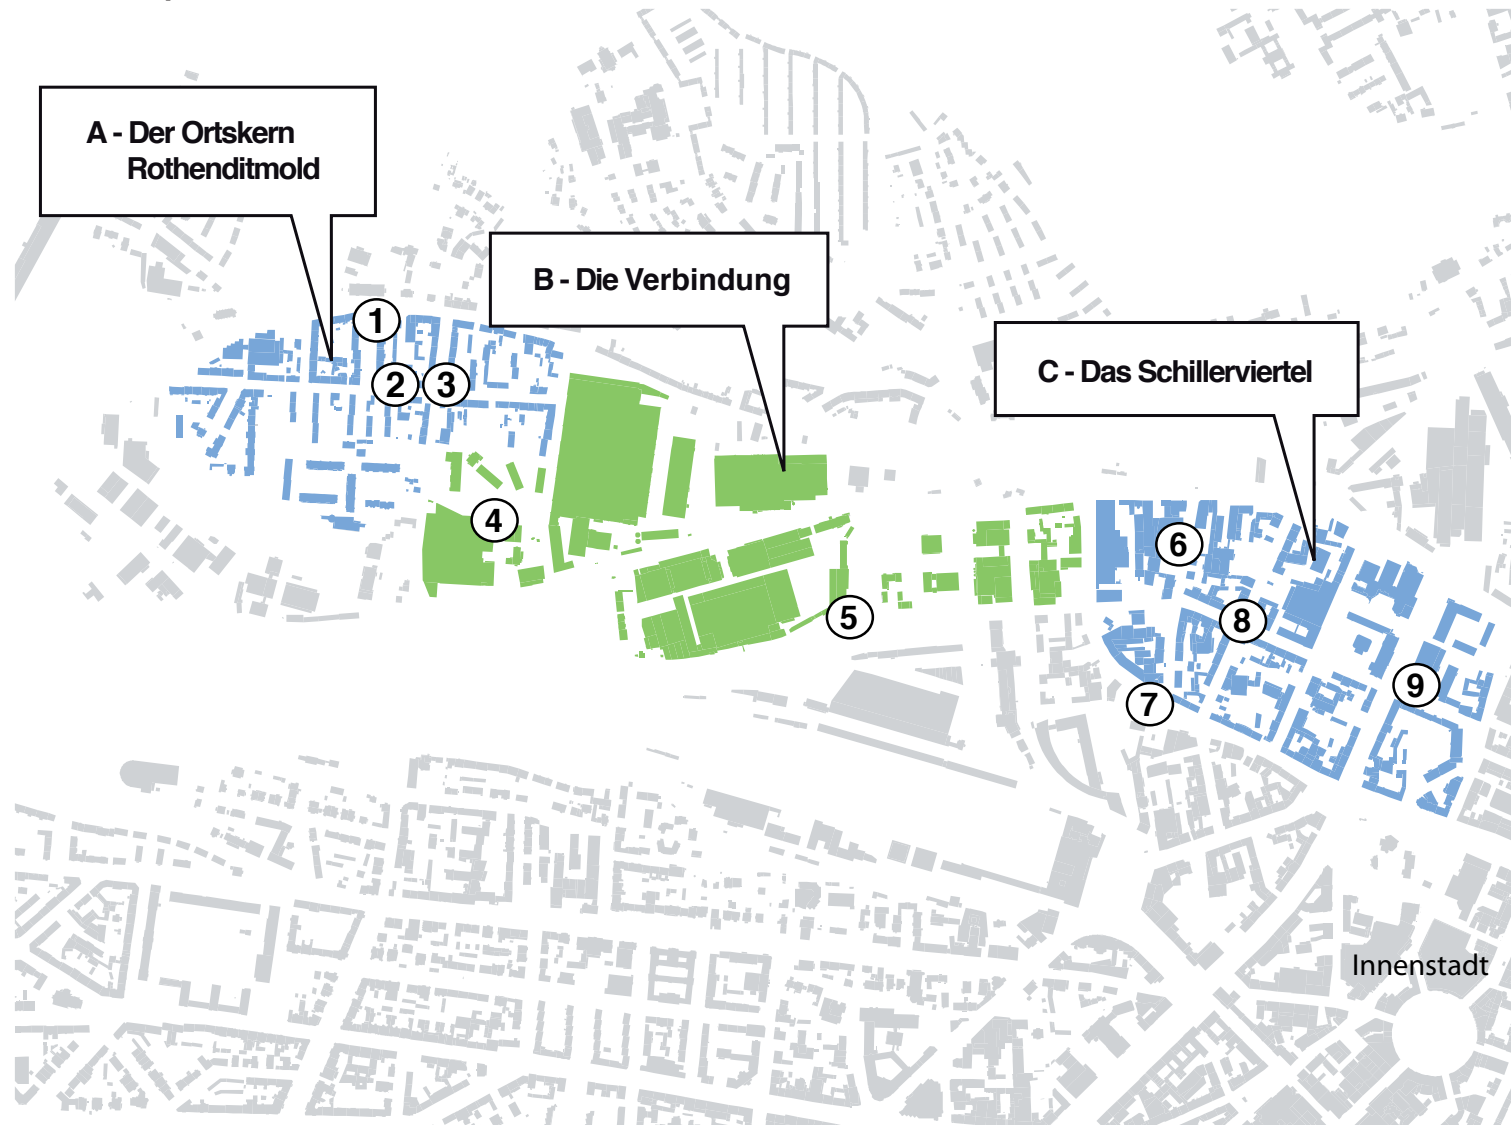 A - Der Ortskern
Rothenditmold
B - Die Verbindung
C - Das Schillerviertel
1
2
3
4
5
6
7
8
9
Innenstadt